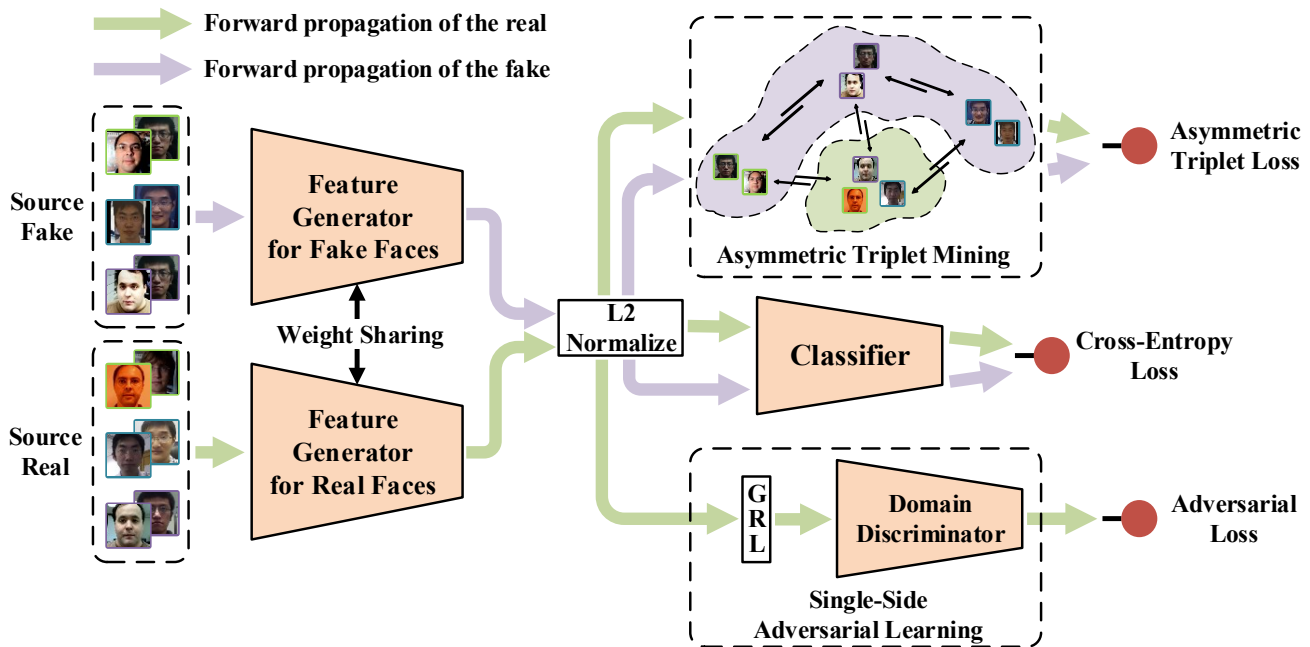 Forward propagation of the real
Forward propagation of the fake
Source
Fake
Feature
Generator
for Fake Faces
Weight Sharing
Source
Real
Feature
Generator
for Real Faces
L2
Normalize
Asymmetric Triplet Mining
Asymmetric
Triplet Loss
Classifier
Cross-Entropy
Loss
G
R
L
Domain
Discriminator
Single-Side
Adversarial Learning
Adversarial
Loss